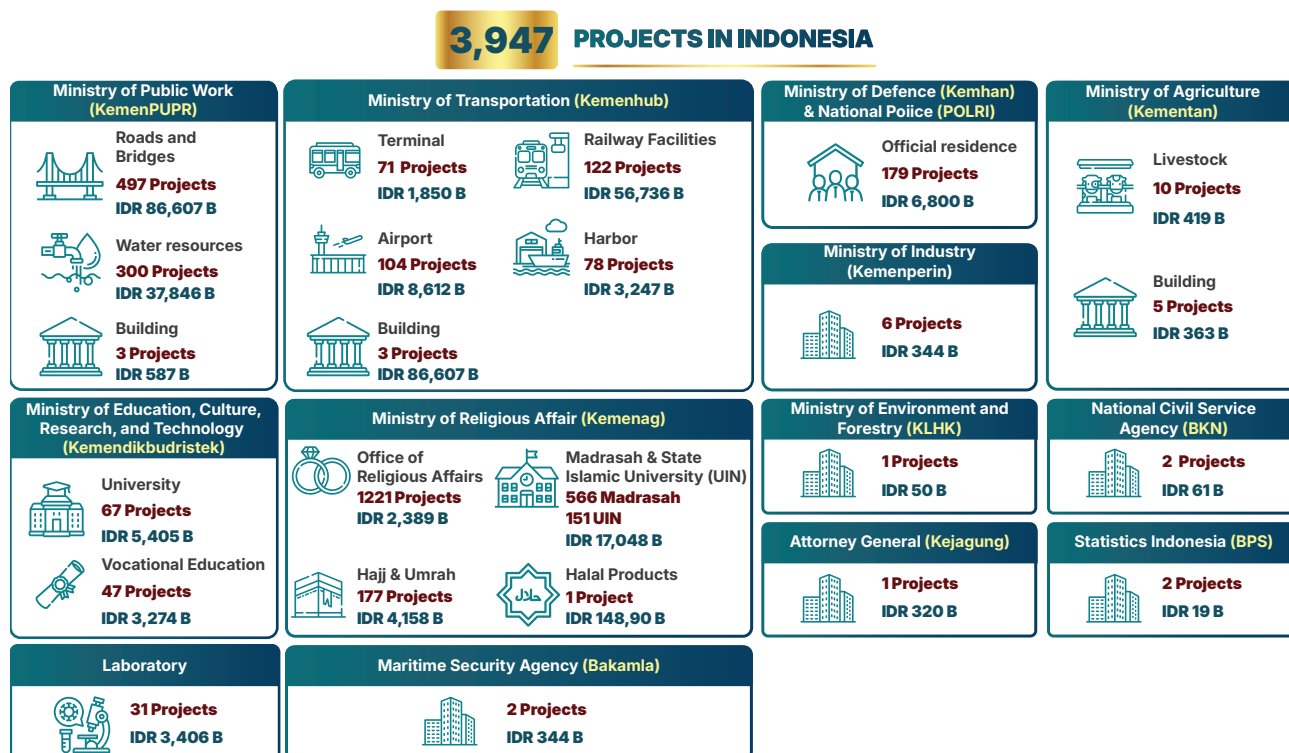 3,947 PROJECTS IN INDONESIA
Ministry of Public Work
(KemenPUPR)
Roads and
Bridges
497 Projects
IDR 86,607 B
Water resources
300 Projects
IDR 37,846 B
Building
3 Projects
IDR 587 B
Ministry of Transportation (Kemenhub)
Terminal
71 Projects
IDR 1,850 B
Railway Facilities
122 Projects
IDR 56,736 B
Airport
104 Projects
IDR 8,612 B
Harbor
78 Projects
IDR 3,247 B
Building
3 Projects
IDR 86,607 B
Ministry of Defence (Kemhan)
& National Poiice (POLRI)
Official residence
179 Projects
IDR 6,800 B
Ministry of Industry
(Kemenperin)
6 Projects
IDR 344 B
Ministry of Agriculture
(Kementan)
Livestock
10 Projects
IDR 419 B
Building
5 Projects
IDR 363 B
Ministry of Education, Culture,
Research, and Technology
(Kemendikbudristek)
University
67 Projects
IDR 5,405 B
Vocational Education
47 Projects
IDR 3,274 B
Ministry of Religious Affair (Kemenag)
Office of
Religious Affairs
1221 Projects
IDR 2,389 B
Madrasah & State
Islamic University (UIN)
566 Madrasah
151 UIN
IDR 17,048 B
Hajj & Umrah
177 Projects
IDR 4,158 B
حلال
Halal Products
1 Project
IDR 148,90 B
Ministry of Environment and
Forestry (KLHK)
1 Projects
IDR 50 B
National Civil Service
Agency (BKN)
2 Projects
IDR 61 B
Attorney General (Kejagung)
1 Projects
IDR 320 B
Statistics Indonesia (BPS)
2 Projects
IDR 19 B
Laboratory
31 Projects
IDR 3,406 B
Maritime Security Agency (Bakamla)
2 Projects
IDR 344 B